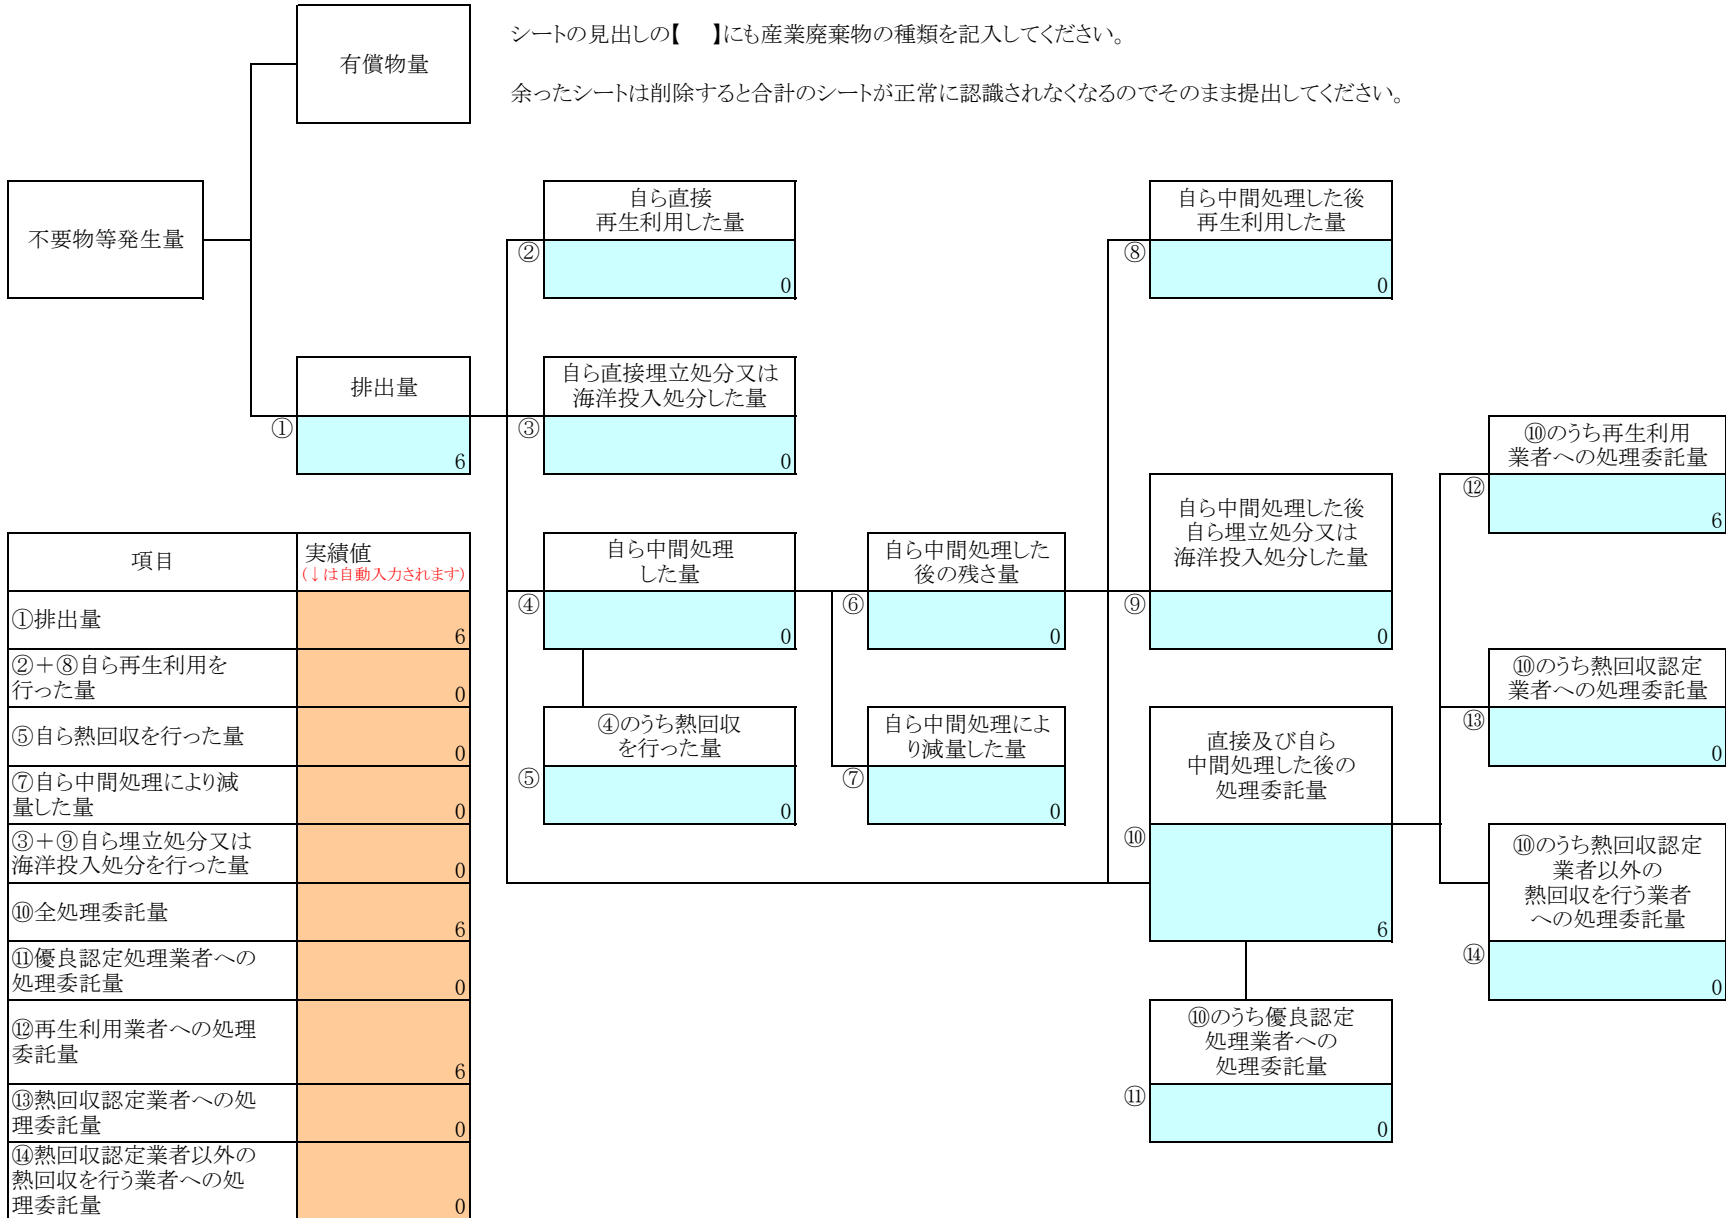 有償物量
シートの見出しの【　】にも産業廃棄物の種類を記入してください。
余ったシートは削除すると合計のシートが正常に認識されなくなるのでそのまま提出してください。
不要物等発生量
自ら直接
再生利用した量
②
0
自ら中間処理した後
再生利用した量
⑧
0
排出量
①
6
自ら直接埋立処分又は
海洋投入処分した量
③
0
⑩のうち再生利用
業者への処理委託量
⑫
6
自ら中間処理
した量
④
0
自ら中間処理した
後の残さ量
⑥
0
自ら中間処理した後
自ら埋立処分又は
海洋投入処分した量
⑨
0
⑩のうち熱回収認定
業者への処理委託量
⑬
0
④のうち熱回収
を行った量
⑤
0
自ら中間処理によ
り減量した量
⑦
0
直接及び自ら
中間処理した後の
処理委託量
⑩
6
⑩のうち熱回収認定
業者以外の
熱回収を行う業者
への処理委託量
⑭
0
⑩のうち優良認定
処理業者への
処理委託量
⑪
0
項目
実績値
(↓は自動入力されます)
①排出量
6
②+⑧自ら再生利用を
行った量
0
⑤自ら熱回収を行った量
0
⑦自ら中間処理により減
量した量
0
③+⑨自ら埋立処分又は
海洋投入処分を行った量
0
⑩全処理委託量
6
⑪優良認定処理業者への
処理委託量
0
⑫再生利用業者への処理
委託量
6
⑬熱回収認定業者への処
理委託量
0
⑭熱回収認定業者以外の
熱回収を行う業者への処
理委託量
0